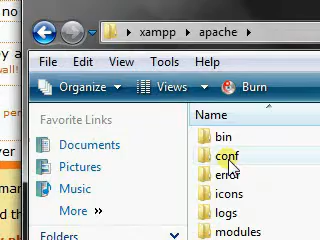 no
xampp
apache
File Edit View Tools Help
Organize Views Burn
Favorite Links
Name
Documents
Pictures
Music
More »
Folders
bin
conf
error
icons
logs
modules